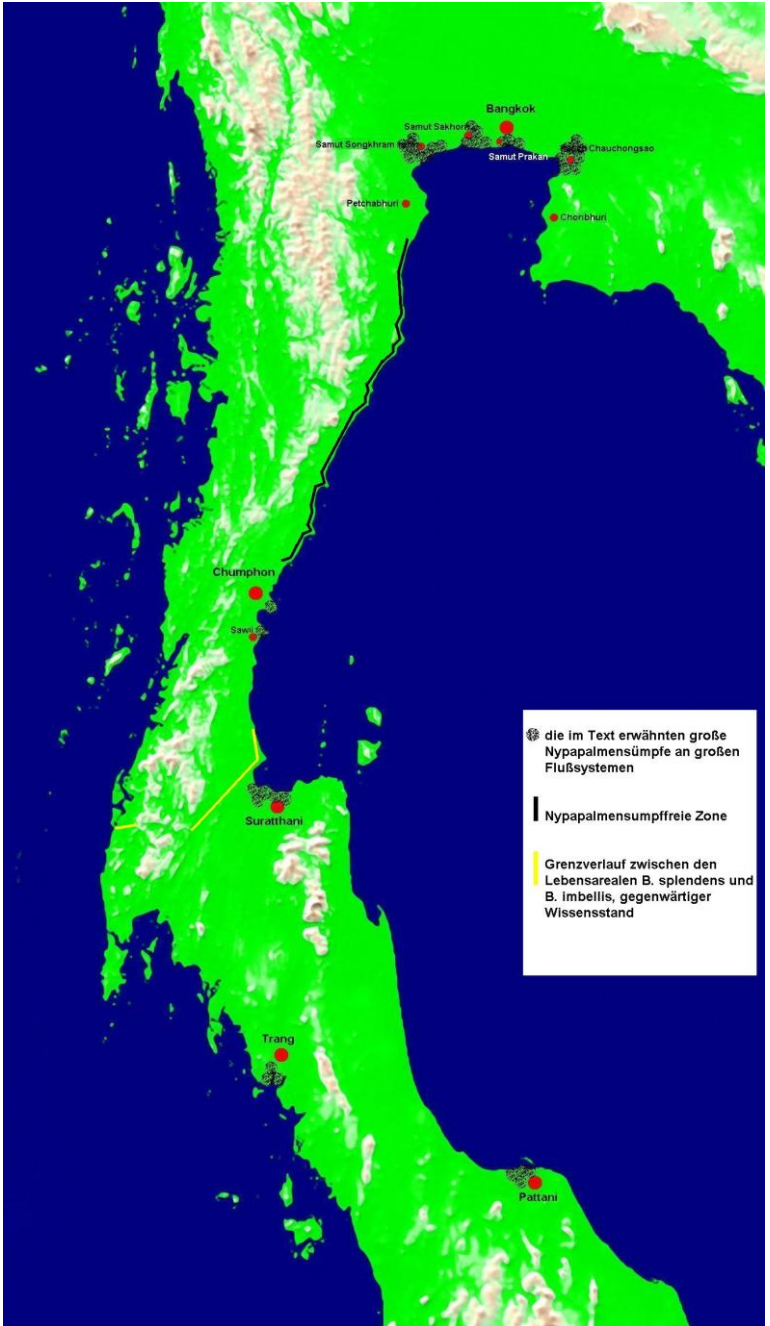 Bangkok
Samut Sakhorn
Samut Songkhram
Samut Prakan
Chauchongsao
Petchabhuri
Chonbhuri
Chumphon
Sawi
die im Text erwähnten große
Nypapalmensümpfe an großen
Flußsystemen
Nypapalmensumpffreie Zone
Grenzverlauf zwischen den
Lebensarealen B. splendens und
B. imbellis, gegenwärtiger
Wissensstand
Suratthani
Trang
Pattani